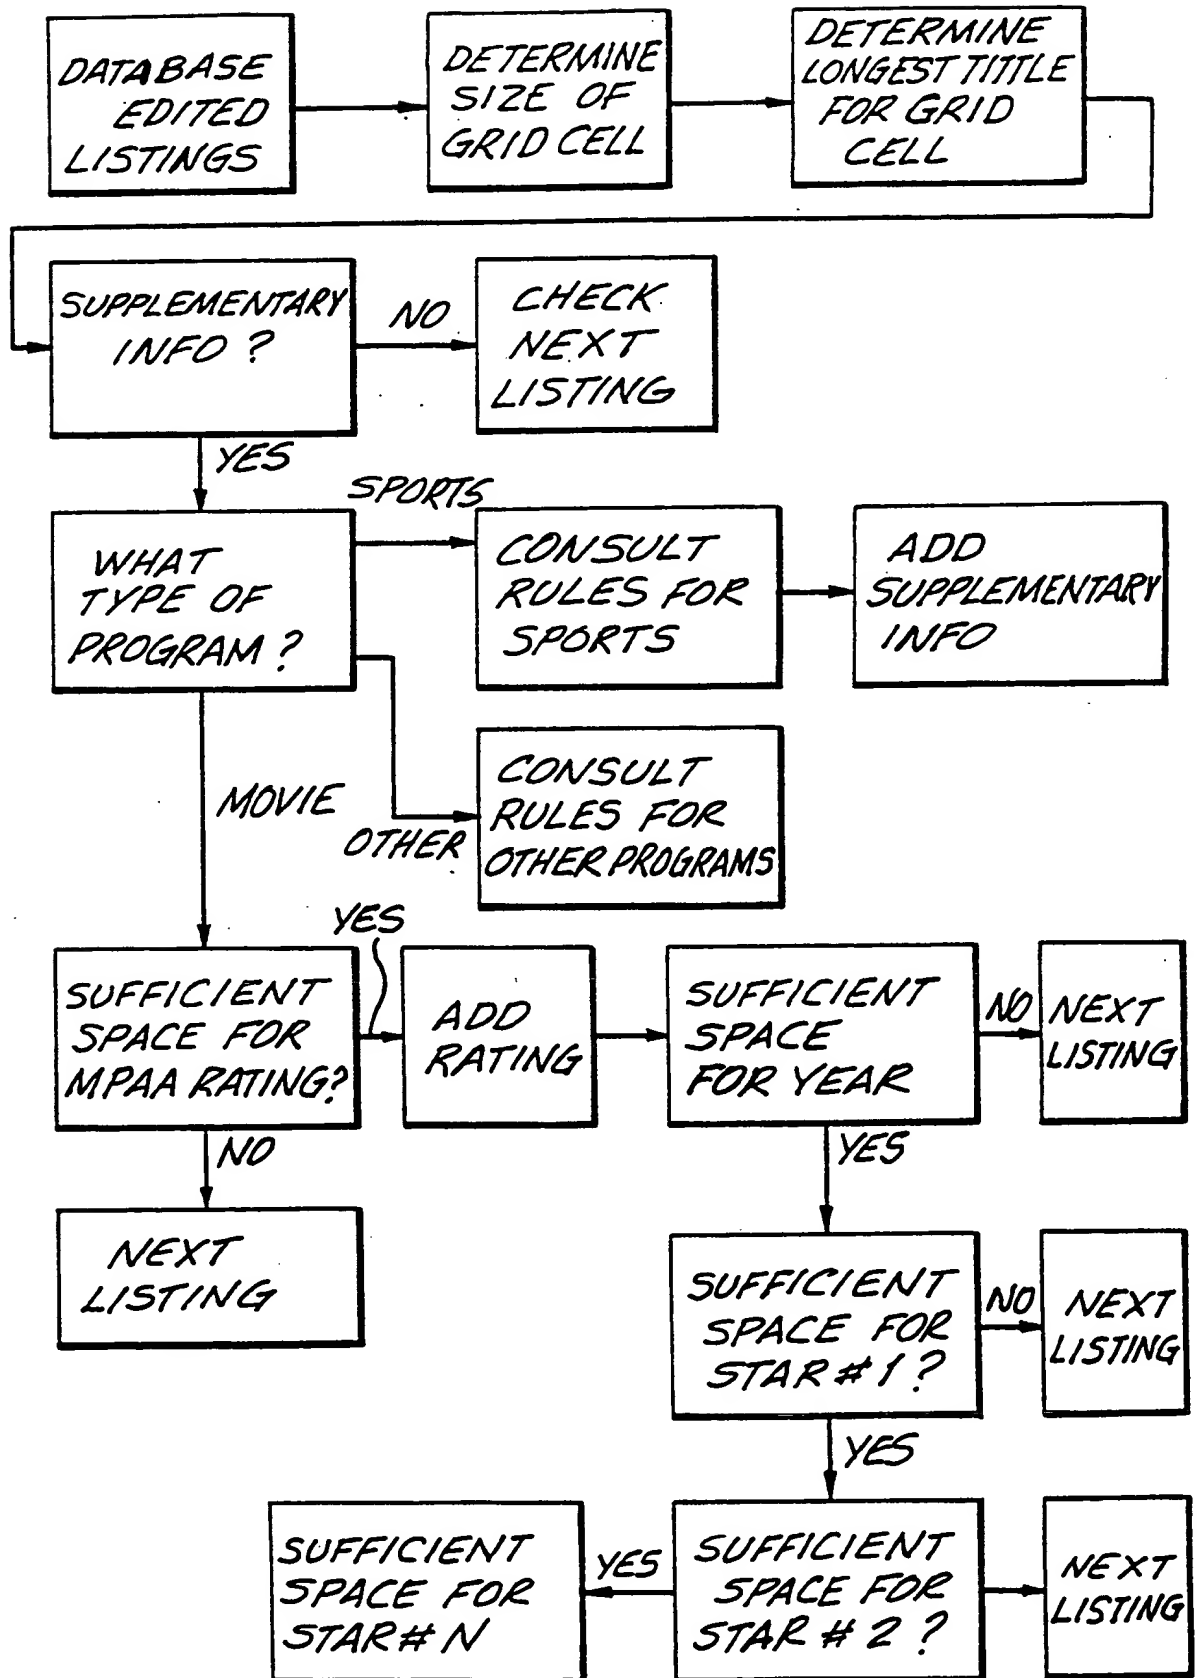 DATABASE
EDITED
LISTINGS
DETERMINE
SIZE OF
GRID CELL
DETERMINE
LONGEST TITTLE
FOR GRID
CELL
SUPPLEMENTARY
INFO ?
NO
CHECK
NEXT
LISTING
YES
WHAT
TYPE OF
PROGRAM ?
SPORTS
CONSULT
RULES FOR
SPORTS
ADD
SUPPLEMENTARY
INFO
OTHER
CONSULT
RULES FOR
OTHER PROGRAMS
MOVIE
SUFFICIENT
SPACE FOR
MPAA RATING?
YES
ADD
RATING
SUFFICIENT
SPACE
FOR YEAR
NO
NEXT
LISTING
NO
NEXT
LISTING
YES
SUFFICIENT
SPACE FOR
STAR # 1 ?
NO
NEXT
LISTING
YES
SUFFICIENT
SPACE FOR
STAR # 2 ?
NEXT
LISTING
YES
SUFFICIENT
SPACE FOR
STAR # N